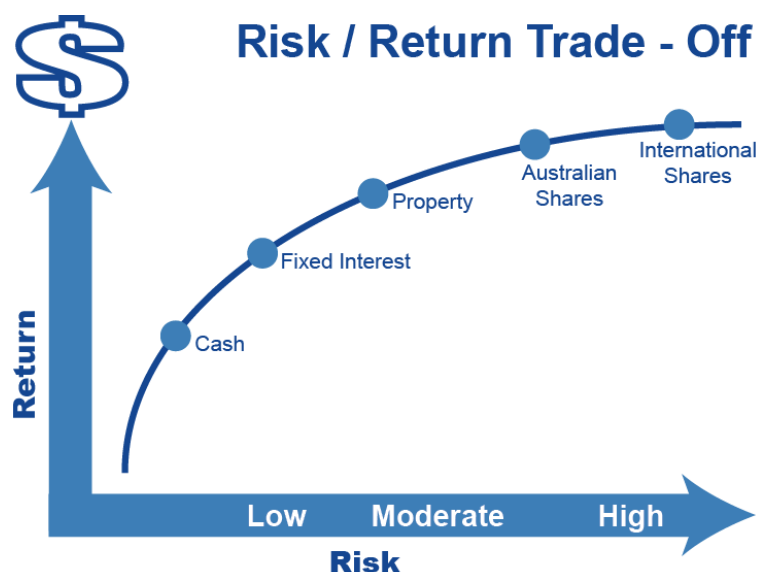 $
Risk / Return Trade - Off
International
Shares
Australian
Shares
Property
Fixed Interest
Cash
Return
Low
Moderate
High
Risk